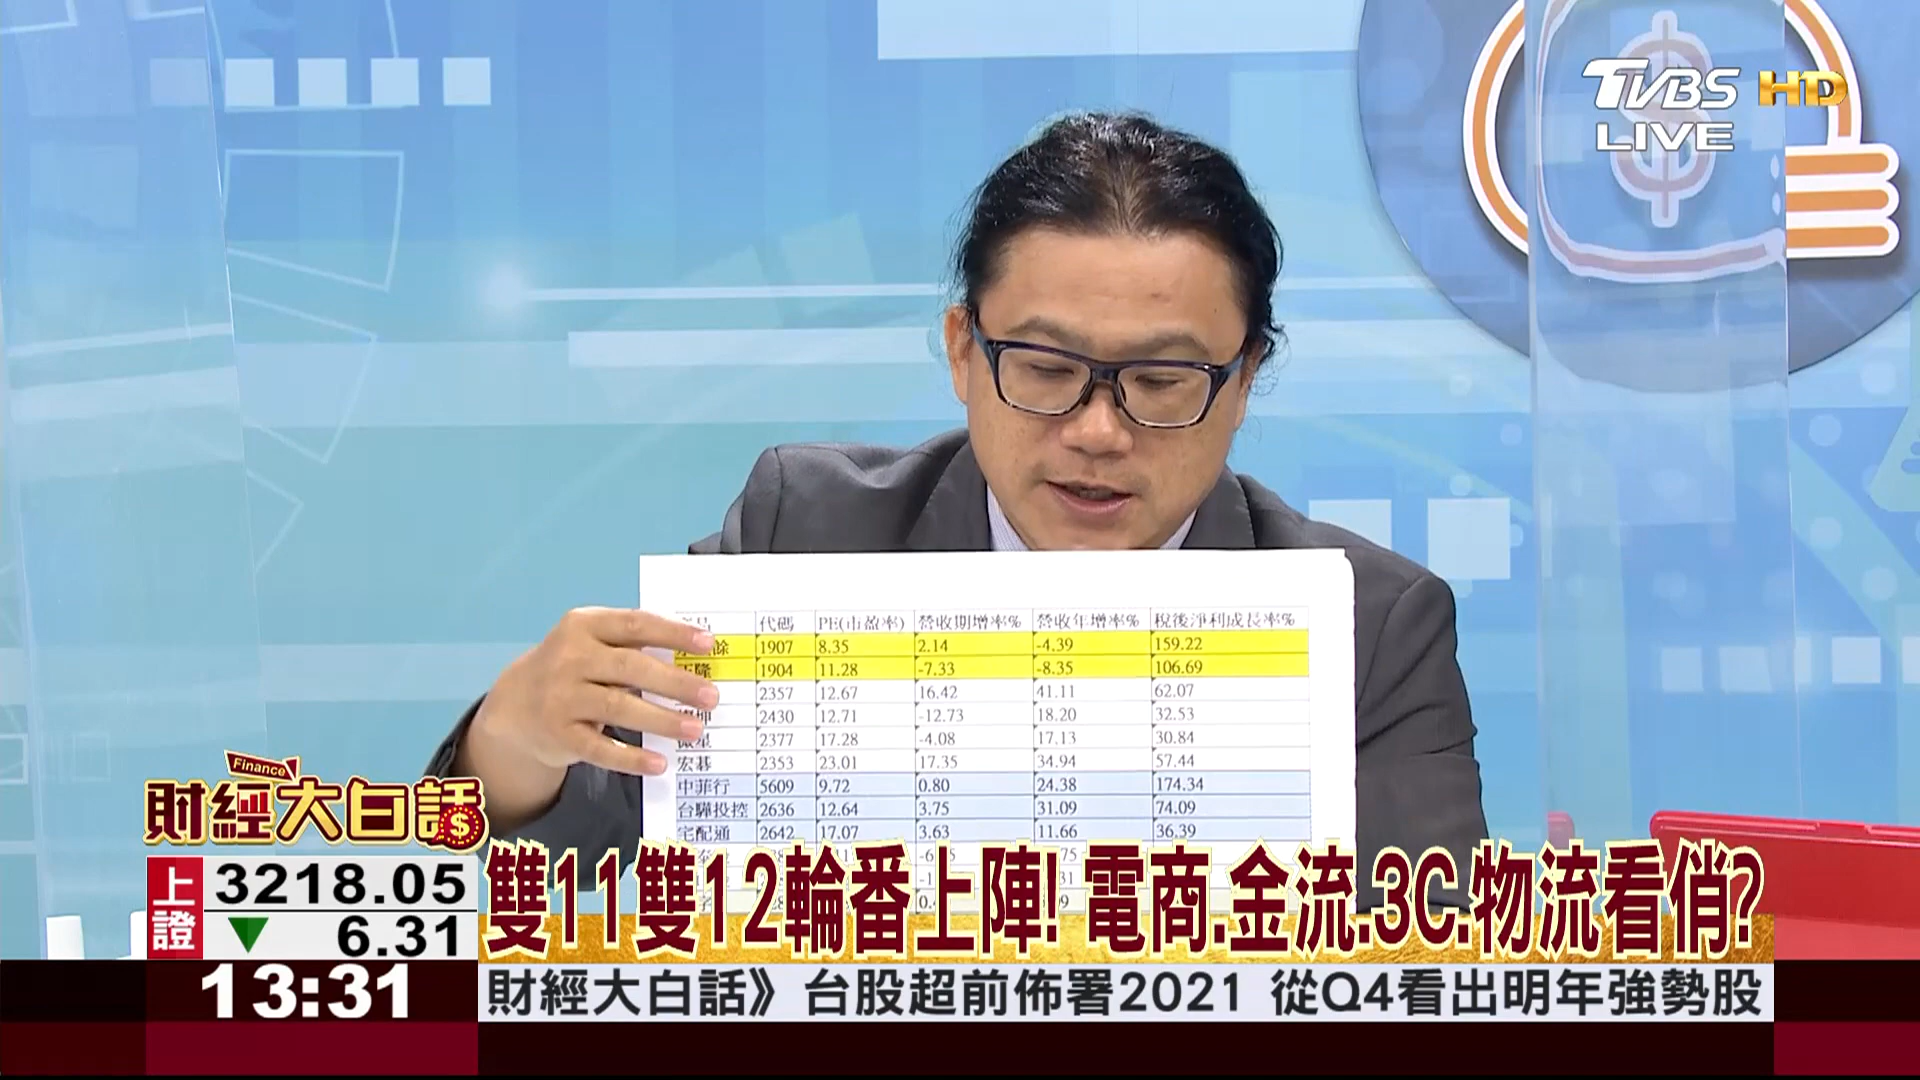 TVBS HD
LIVE
代碼 PE(市盈率) 營收期增率% 營收年增率% 稅後淨利成長率%
餘 1907 8.35 2.14 -4.39 159.22
正隆 1904 11.28 -7.33 -8.35 106.69
2357 12.67 16.42 41.11 62.07
2430 12.71 -12.73 18.20 32.53
微星 2377 17.28 -4.08 17.13 30.84
宏碁 2353 23.01 17.35 34.94 57.44
中菲行 5609 9.72 0.80 24.38 174.34
台驊投控 2636 12.64 3.75 31.09 74.09
宅配通 2642 17.07 3.63 11.66 36.39
Finance
財經大白話
上證 3218.05
▼ 6.31
雙11雙12輪番上陣! 電商.金流.3C.物流看俏?
13:31
財經大白話》台股超前佈署2021 從Q4看出明年強勢股